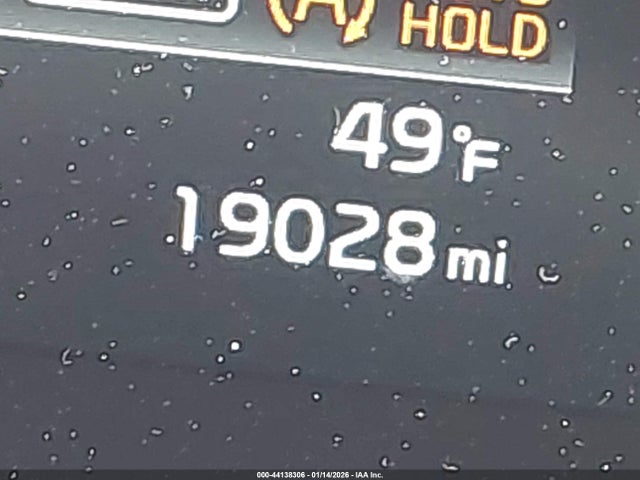 HOLD
49°F
19028 mi
000-44138306 - 01/14/2026 - IAA Inc.